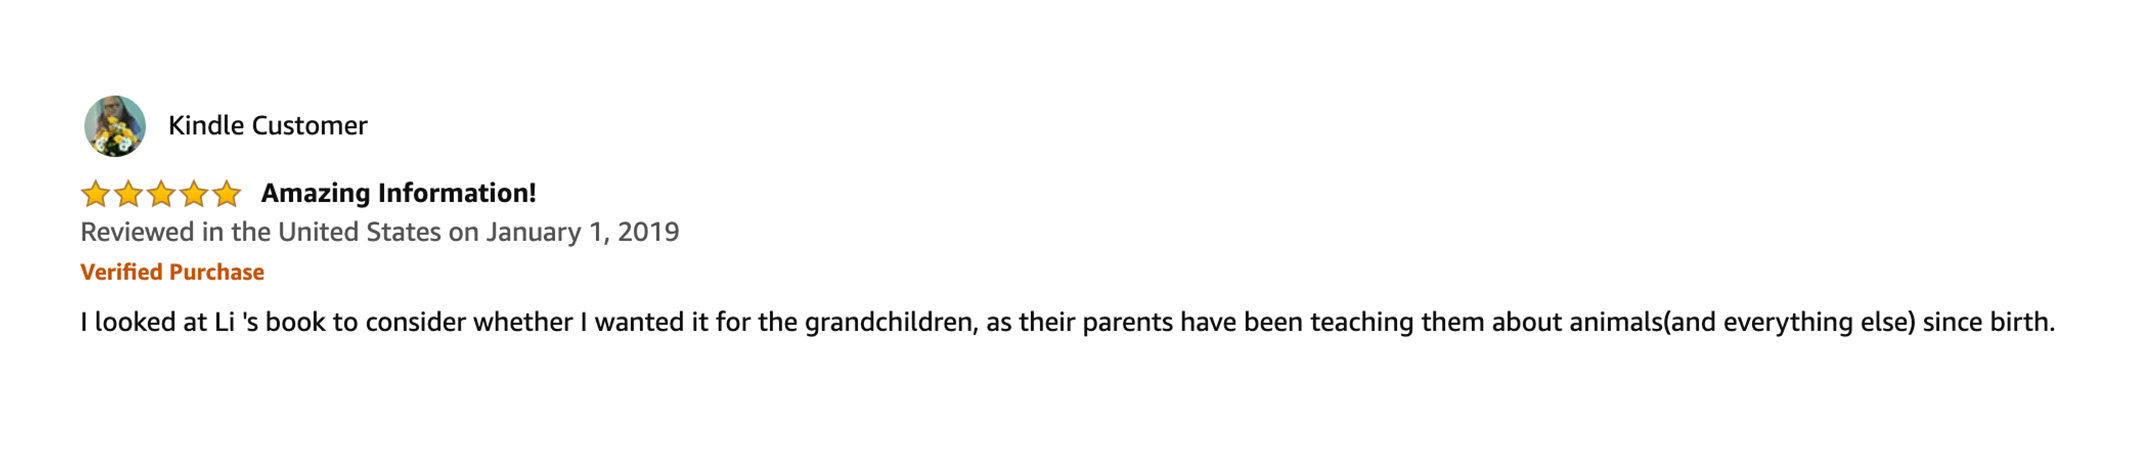 Kindle Customer
Amazing Information!
Reviewed in the United States on January 1, 2019
Verified Purchase
I looked at Li 's book to consider whether I wanted it for the grandchildren, as their parents have been teaching them about animals(and everything else) since birth.